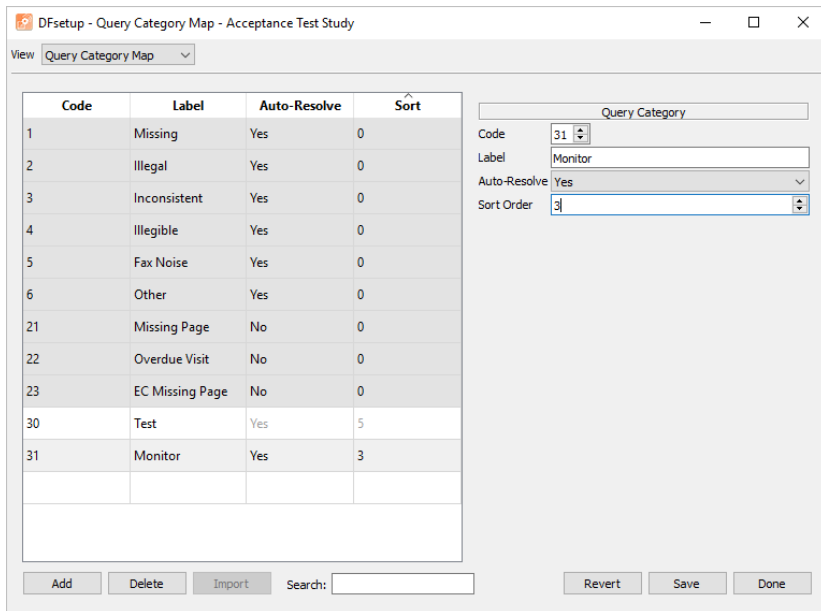 DFsetup - Query Category Map - Acceptance Test Study
View Query Category Map
Code Label Auto-Resolve Sort
1 Missing Yes 0
2 Illegal Yes 0
3 Inconsistent Yes 0
4 Illegible Yes 0
5 Fax Noise Yes 0
6 Other Yes 0
21 Missing Page No 0
22 Overdue Visit No 0
23 EC Missing Page No 0
30 Test Yes 5
31 Monitor Yes 3
Query Category
Code 31
Label Monitor
Auto-Resolve Yes
Sort Order 3
Add Delete Import Search: Revert Save Done